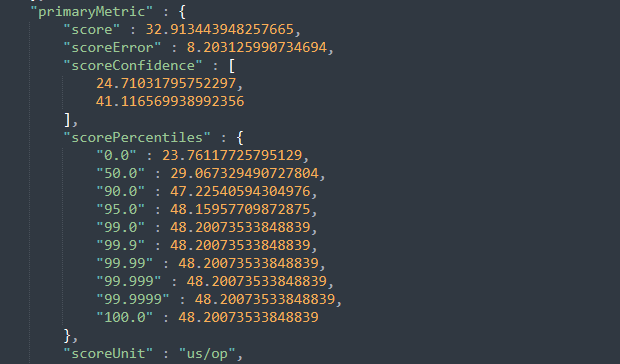 "primaryMetric" : {
"score" : 32.913443948257665,
"scoreError" : 8.203125990734694,
"scoreConfidence" : [
24.71031795752297,
41.116569938992356
],
"scorePercentiles" : {
"0.0" : 23.76117725795129,
"50.0" : 29.067329490727804,
"90.0" : 47.22540594304976,
"95.0" : 48.15957709872875,
"99.0" : 48.20073533848839,
"99.9" : 48.20073533848839,
"99.99" : 48.20073533848839,
"99.999" : 48.20073533848839,
"99.9999" : 48.20073533848839,
"100.0" : 48.20073533848839
},
"scoreUnit" : "us/op",